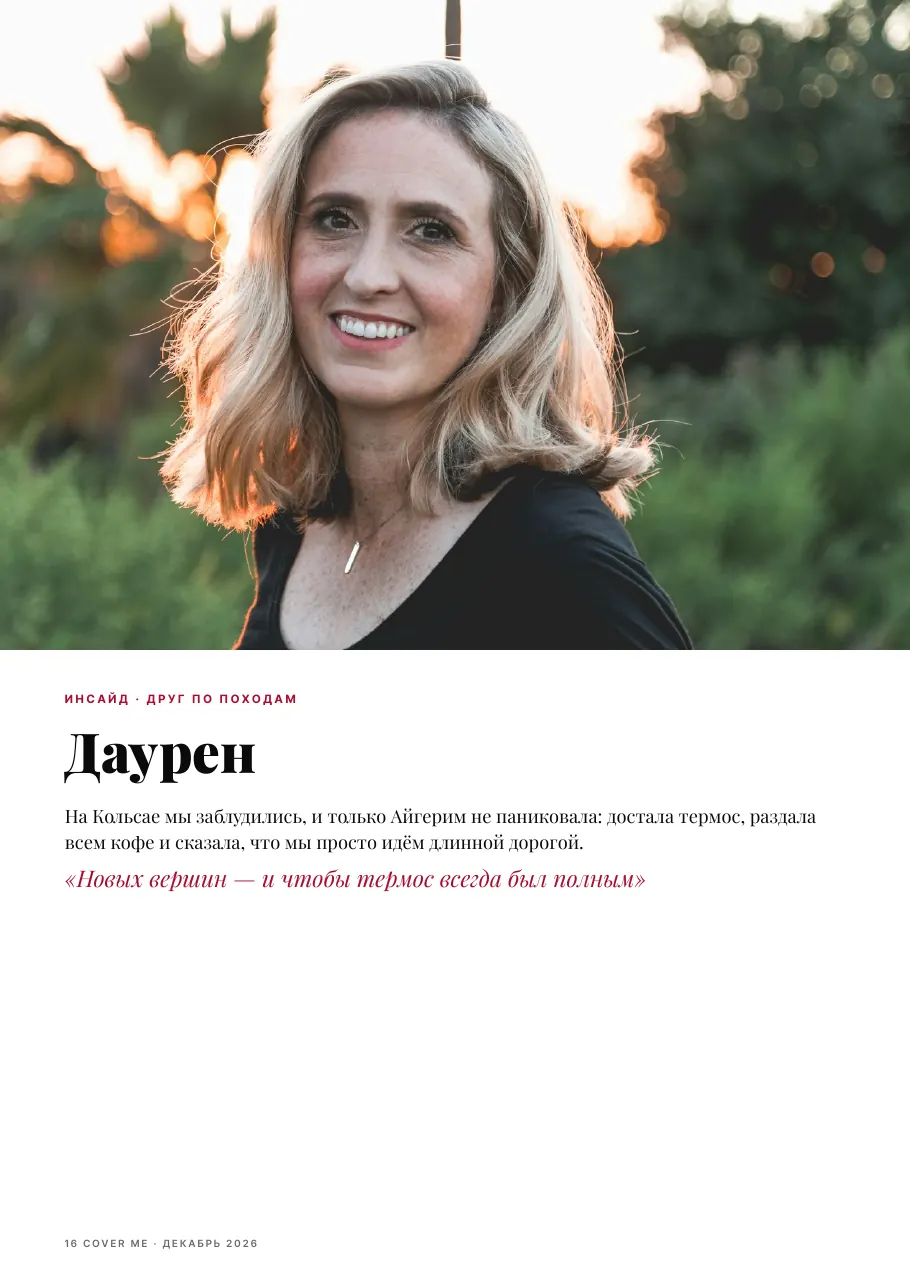 ИНСАЙД · ДРУГ ПО ПОХОДАМ
Даурен
На Кольсае мы заблудились, и только Айгерим не паниковала: достала термос, раздала
всем кофе и сказала, что мы просто идём длинной дорогой.
«Новых вершин — и чтобы термос всегда был полным»
16 COVER ME · ДЕКАБРЬ 2026